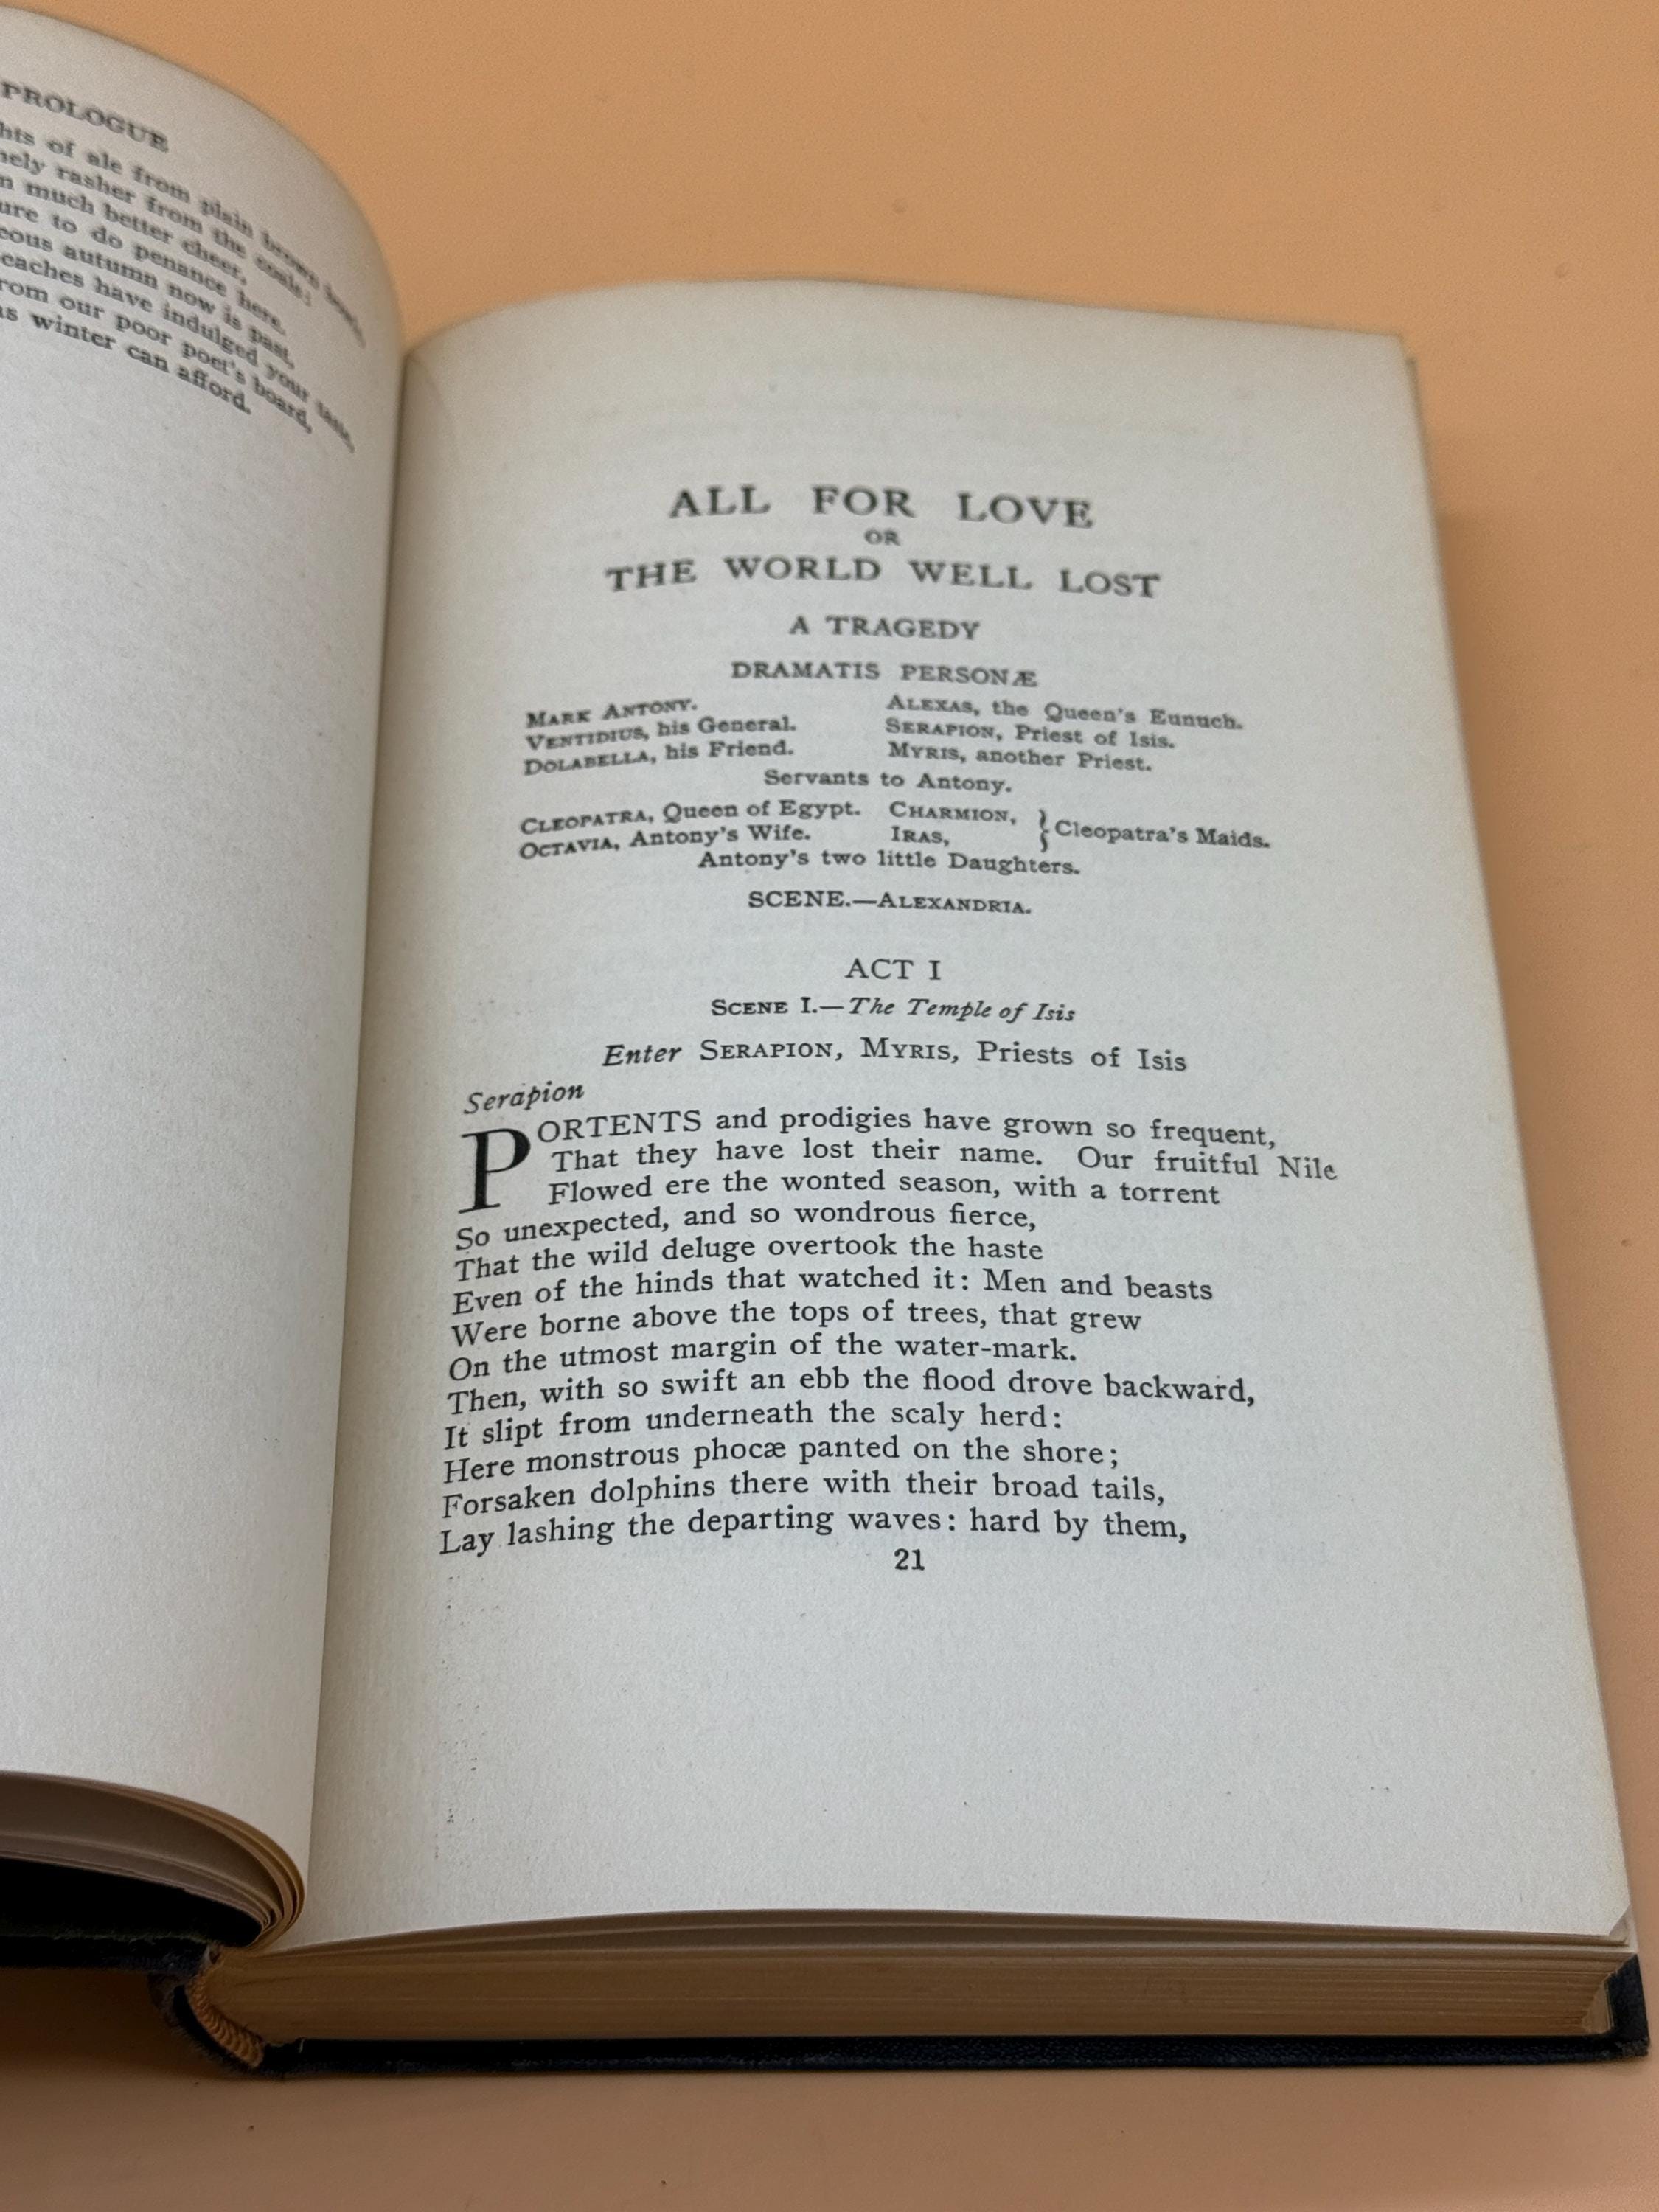 PROLOGUE
of ale from plain brown
rasher from the coals;
much better cheer,
to do penance here.
autumn now is past,
have indulged your taste,
from our poor poet's board,
winter can afford.
ALL FOR LOVE
OR
THE WORLD WELL LOST
A TRAGEDY
DRAMATIS PERSONÆ
MARK ANTONY.
VENTIDIUS, his General.
DOLABELLA, his Friend.
ALEXAS, the Queen's Eunuch.
SERAPION, Priest of Isis.
MYRIS, another Priest.
Servants to Antony.
CLEOPATRA, Queen of Egypt.
OCTAVIA, Antony's Wife.
CHARMION,
IRAS,
} Cleopatra's Maids.
Antony's two little Daughters.
SCENE.—ALEXANDRIA.
ACT I
SCENE I.—The Temple of Isis
Enter SERAPION, MYRIS, Priests of Isis
Serapion
PORTENTS and prodigies have grown so frequent,
That they have lost their name. Our fruitful Nile
Flowed ere the wonted season, with a torrent
So unexpected, and so wondrous fierce,
That the wild deluge overtook the haste
Even of the hinds that watched it: Men and beasts
Were borne above the tops of trees, that grew
On the utmost margin of the water-mark.
Then, with so swift an ebb the flood drove backward,
It slipt from underneath the scaly herd:
Here monstrous phocæ panted on the shore;
Forsaken dolphins there with their broad tails,
Lay lashing the departing waves: hard by them,
21